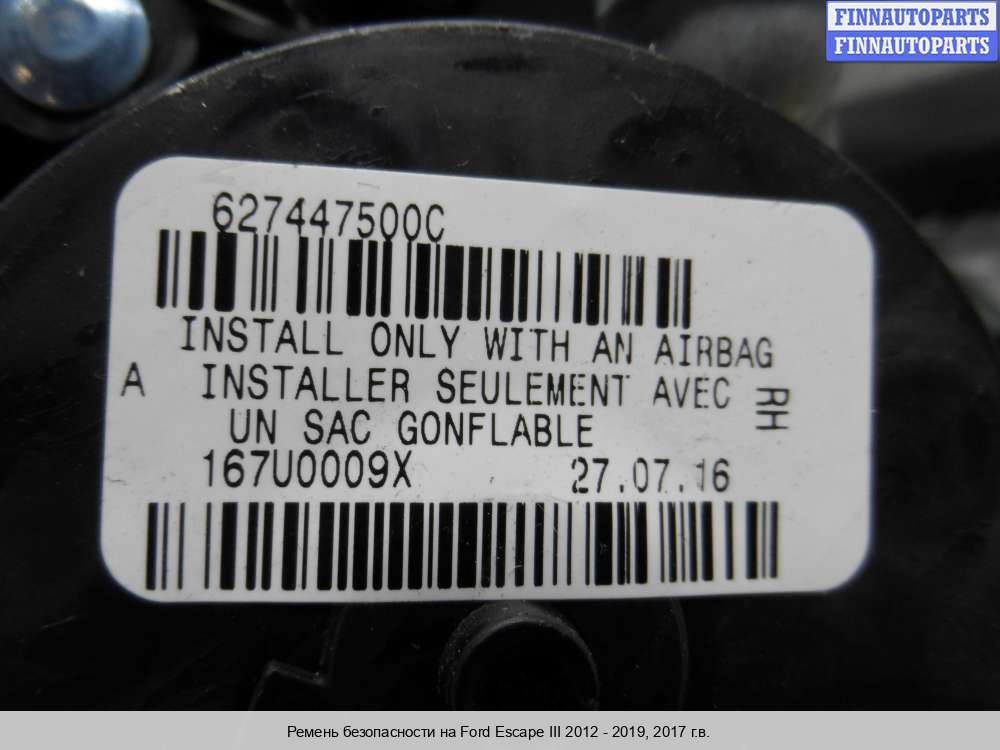 FINNAUTOPARTS
FINNAUTOPARTS
627447500C
INSTALL ONLY WITH AN AIRBAG
A INSTALLER SEULEMENT AVEC RH
UN SAC GONFLABLE
167U0009X 27.07.16
Ремень безопасности на Ford Escape III 2012 - 2019, 2017 г.в.